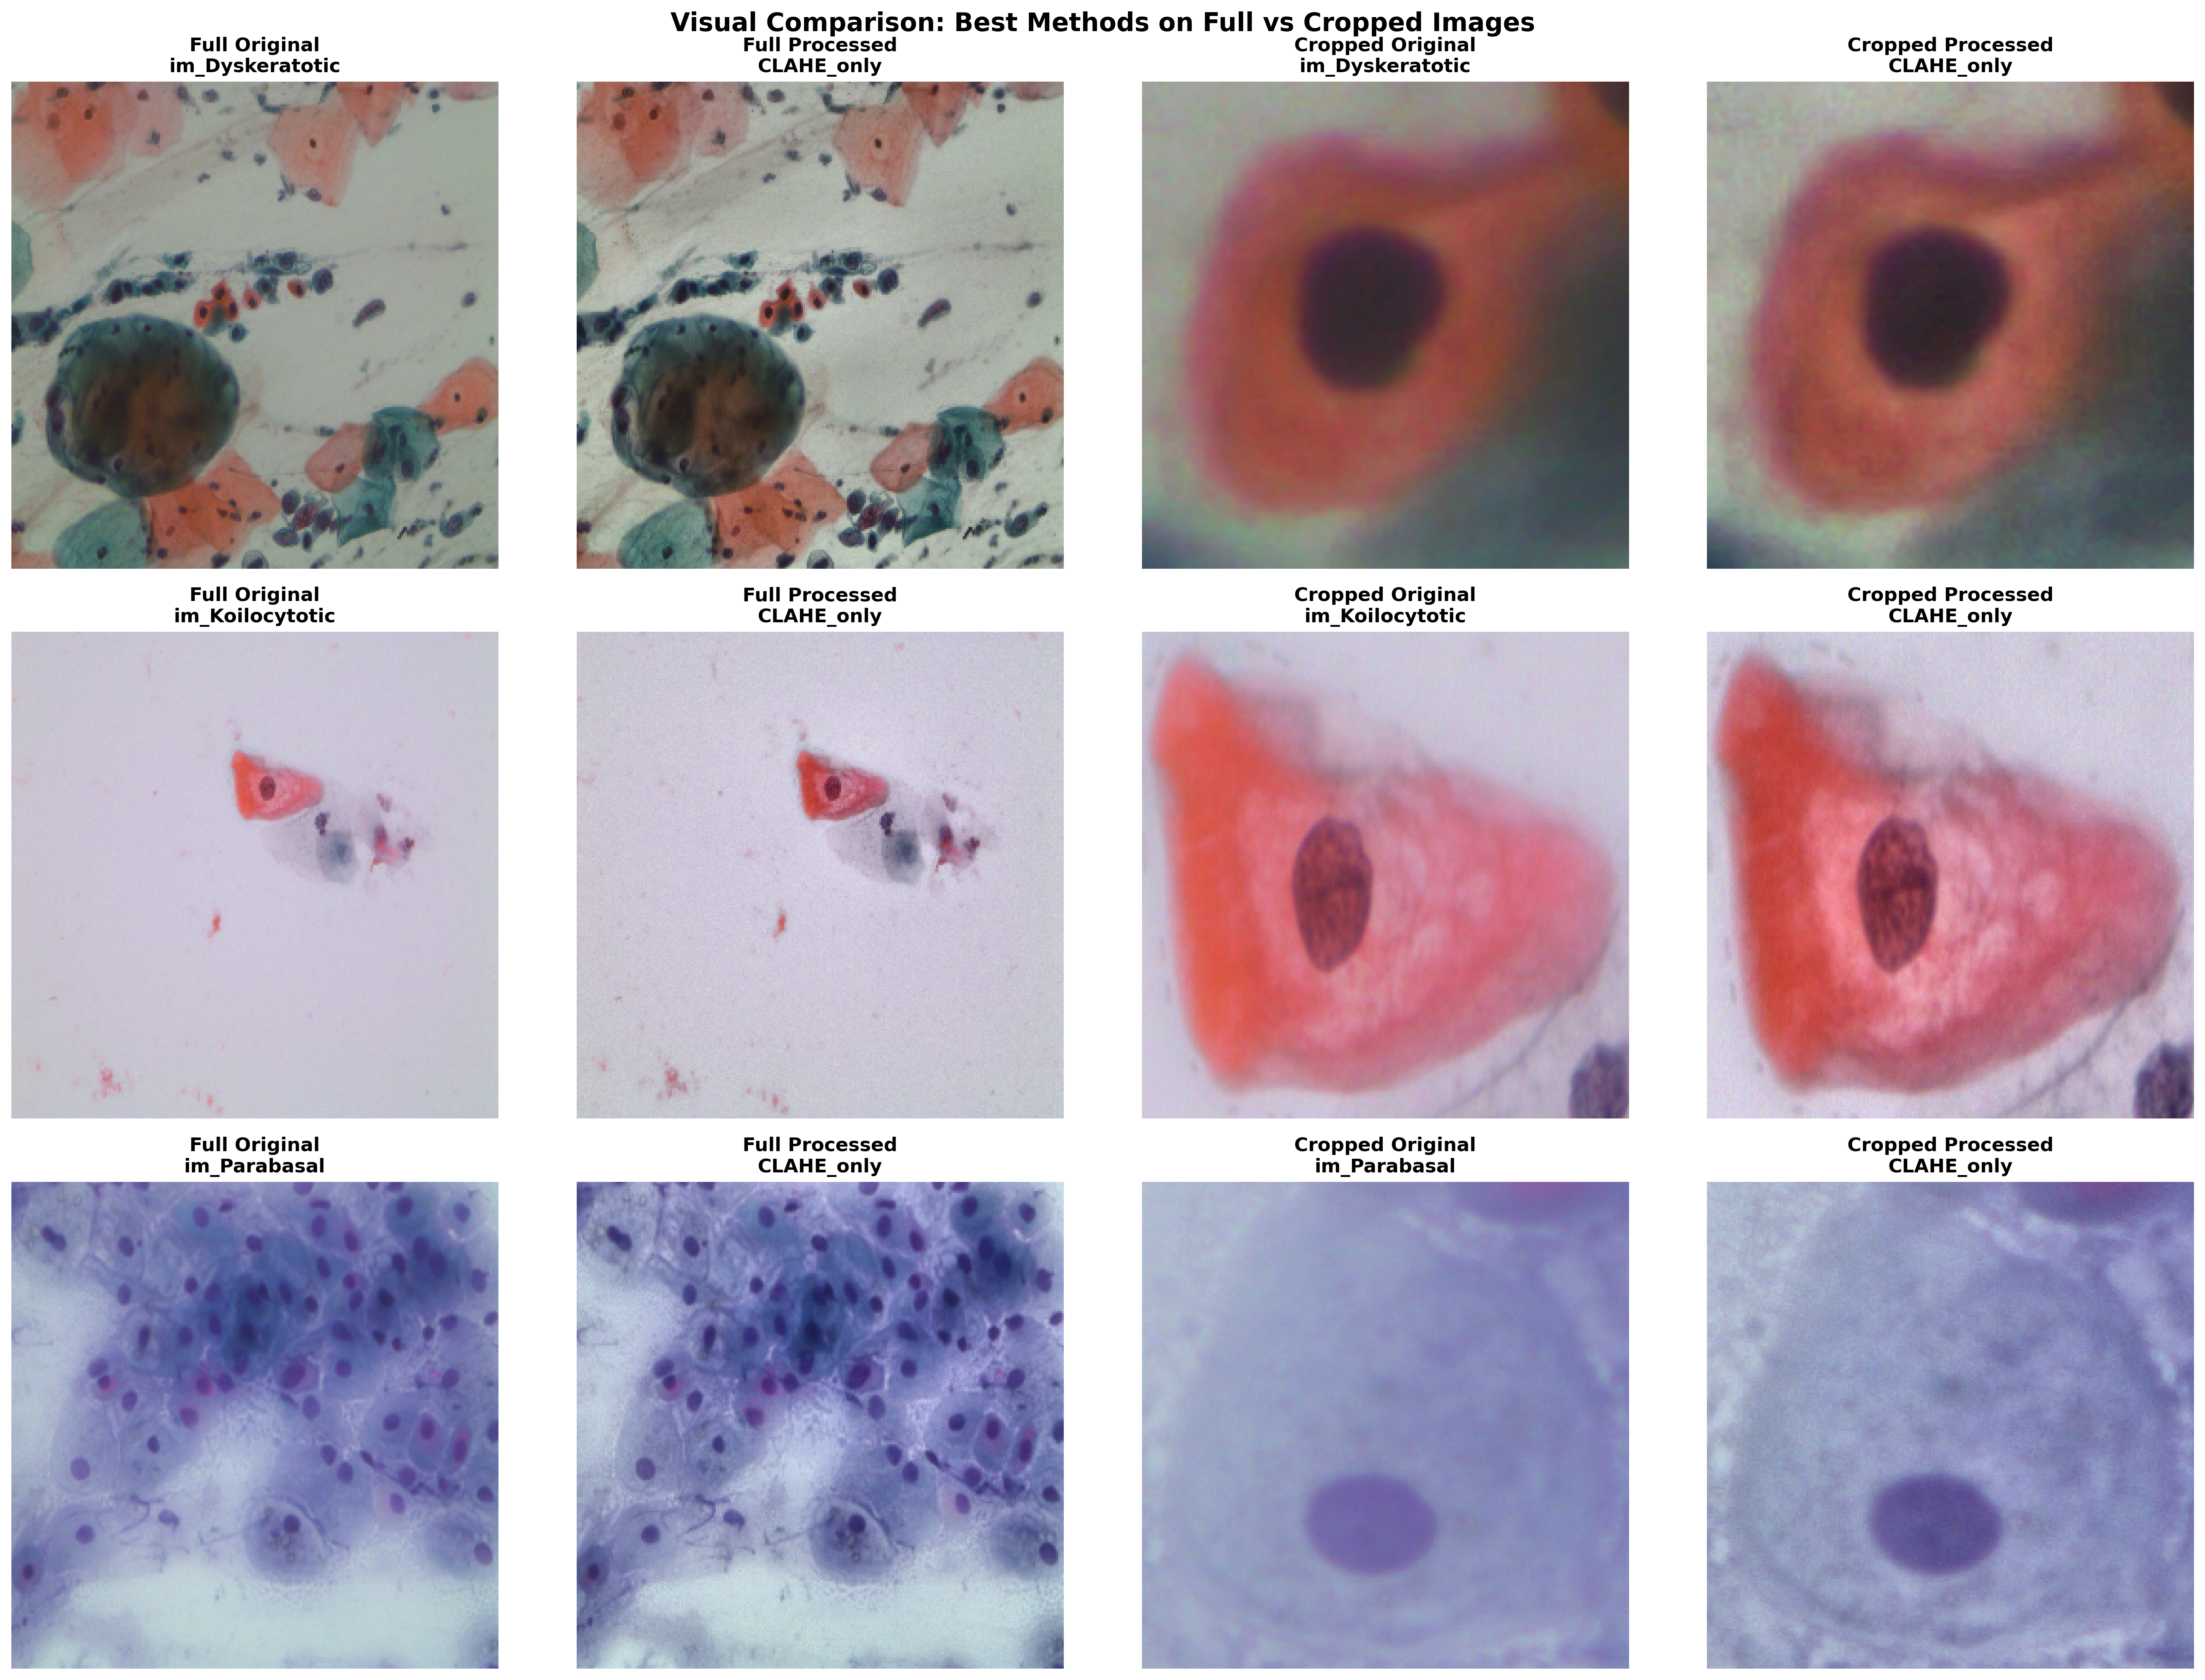 Visual Comparison: Best Methods on Full vs Cropped Images
Full Original
im_Dyskeratotic
Full Processed
CLAHE_only
Cropped Original
im_Dyskeratotic
Cropped Processed
CLAHE_only
Full Original
im_Koilocytotic
Full Processed
CLAHE_only
Cropped Original
im_Koilocytotic
Cropped Processed
CLAHE_only
Full Original
im_Parabasal
Full Processed
CLAHE_only
Cropped Original
im_Parabasal
Cropped Processed
CLAHE_only